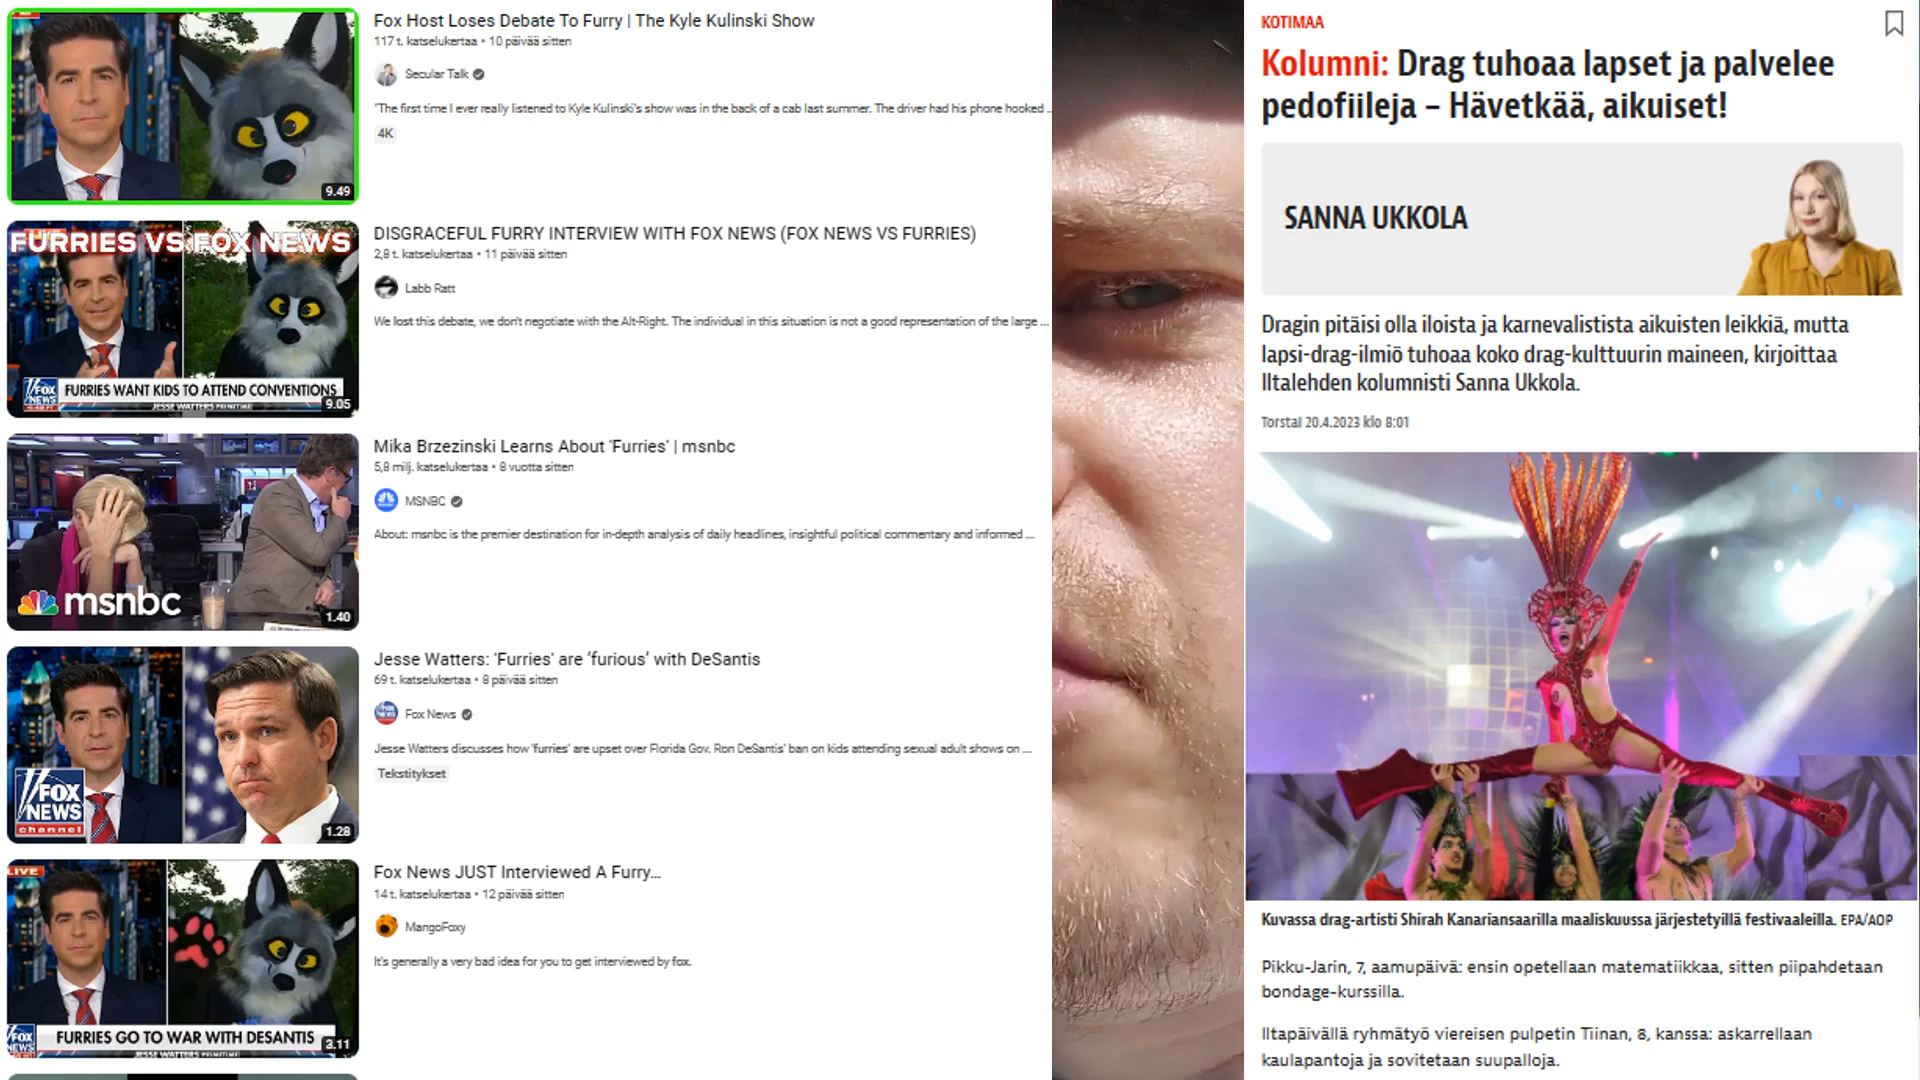 Fox Host Loses Debate To Furry | The Kyle Kulinski Show
117 t. katselukertaa • 10 päivää sitten
Secular Talk
"The first time I ever really listened to Kyle Kulinski's show was in the back of a cab last summer. The driver had his phone hooked ...
4K
9.49
FURRIES VS FOX NEWS
FOX NEWS
FURRIES WANT KIDS TO ATTEND CONVENTIONS
JESSE WATTERS PRIMETIME
9.05
DISGRACEFUL FURRY INTERVIEW WITH FOX NEWS (FOX NEWS VS FURRIES)
2,8 t. katselukertaa • 11 päivää sitten
Labb Ratt
We lost this debate, we don't negotiate with the Alt-Right. The individual in this situation is not a good representation of the large ...
msnbc
1.40
Mika Brzezinski Learns About 'Furries' | msnbc
5,8 milj. katselukertaa • 8 vuotta sitten
MSNBC
About: msnbc is the premier destination for in-depth analysis of daily headlines, insightful political commentary and informed ...
FOX
NEWS
channel
1.28
Jesse Watters: 'Furries' are ‘furious’ with DeSantis
69 t. katselukertaa • 8 päivää sitten
Fox News
Jesse Watters discusses how 'furries' are upset over Florida Gov. Ron DeSantis' ban on kids attending sexual adult shows on ...
Tekstitykset
LIVE
FOX NEWS
FURRIES GO TO WAR WITH DESANTIS
JESSE WATTERS PRIMETIME
3.11
Fox News JUST Interviewed A Furry...
14 t. katselukertaa • 12 päivää sitten
MangoFoxy
It's generally a very bad idea for you to get interviewed by fox.
KOTIMAA
Kolumni: Drag tuhoaa lapset ja palvelee
pedofiileja – Hävetkää, aikuiset!
SANNA UKKOLA
Dragin pitäisi olla iloista ja karnevalistista aikuisten leikkiä, mutta
lapsi-drag-ilmiö tuhoaa koko drag-kulttuurin maineen, kirjoittaa
Iltalehden kolumnisti Sanna Ukkola.
Torstai 20.4.2023 klo 8:01
Kuvassa drag-artisti Shirah Kanariansaarilla maaliskuussa järjestetyillä festivaaleilla. EPA/AOP
Pikku-Jarin, 7, aamupäivä: ensin opetellaan matematiikkaa, sitten piipahdetaan
bondage-kurssilla.
Iltapäivällä ryhmätyö viereisen pulpetin Tiinan, 8, kanssa: askarrellaan
kaulapantoja ja sovitetaan suupalloja.